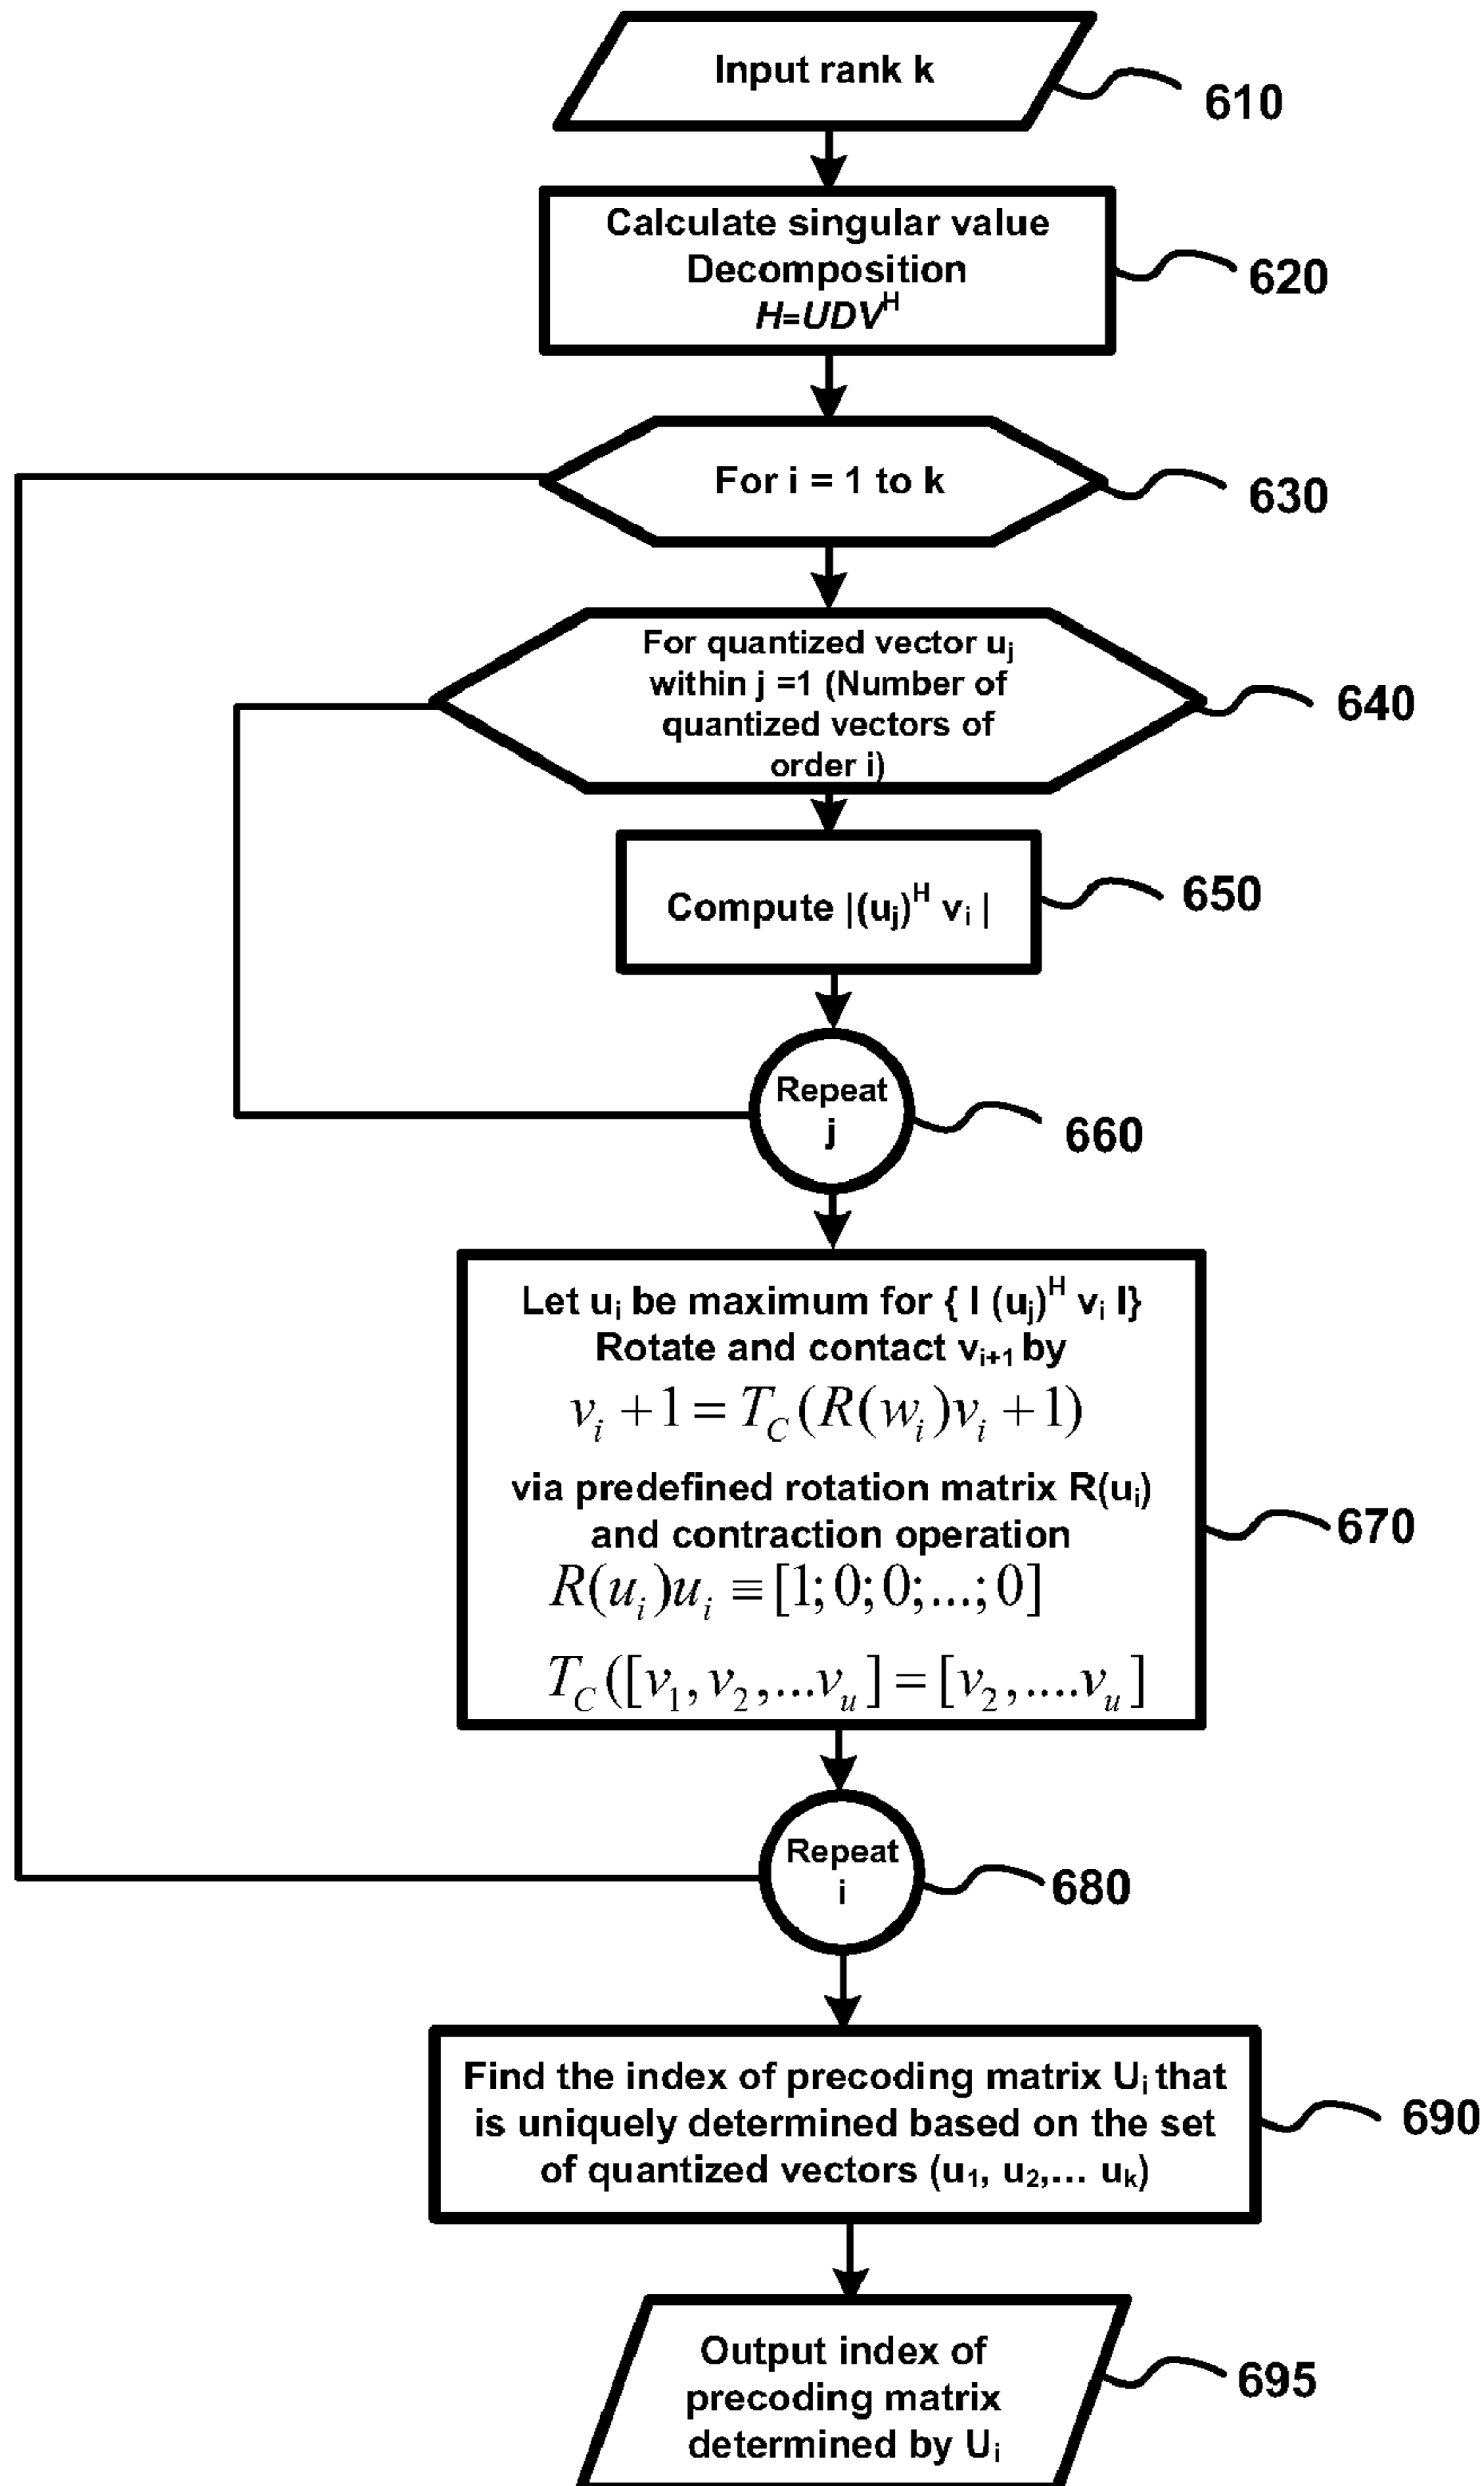 Input rank k
610
Calculate singular value
Decomposition
H=UDV^H
620
For i = 1 to k
630
For quantized vector u_j
within j =1 (Number of
quantized vectors of
order i)
640
Compute |(u_j)^H v_i |
650
Repeat
j
660
Let u_i be maximum for { I (u_j)^H v_i I}
Rotate and contact v_{i+1} by
v_i + 1 = T_C(R(w_i)v_i + 1)
via predefined rotation matrix R(u_i)
and contraction operation
R(u_i)u_i ≡ [1; 0; 0; ...; 0]
T_C([v_1, v_2, ...v_u] = [v_2, ....v_u]
670
Repeat
i
680
Find the index of precoding matrix U_i that
is uniquely determined based on the set
of quantized vectors (u_1, u_2,... u_k)
690
Output index of
precoding matrix
determined by U_i
695